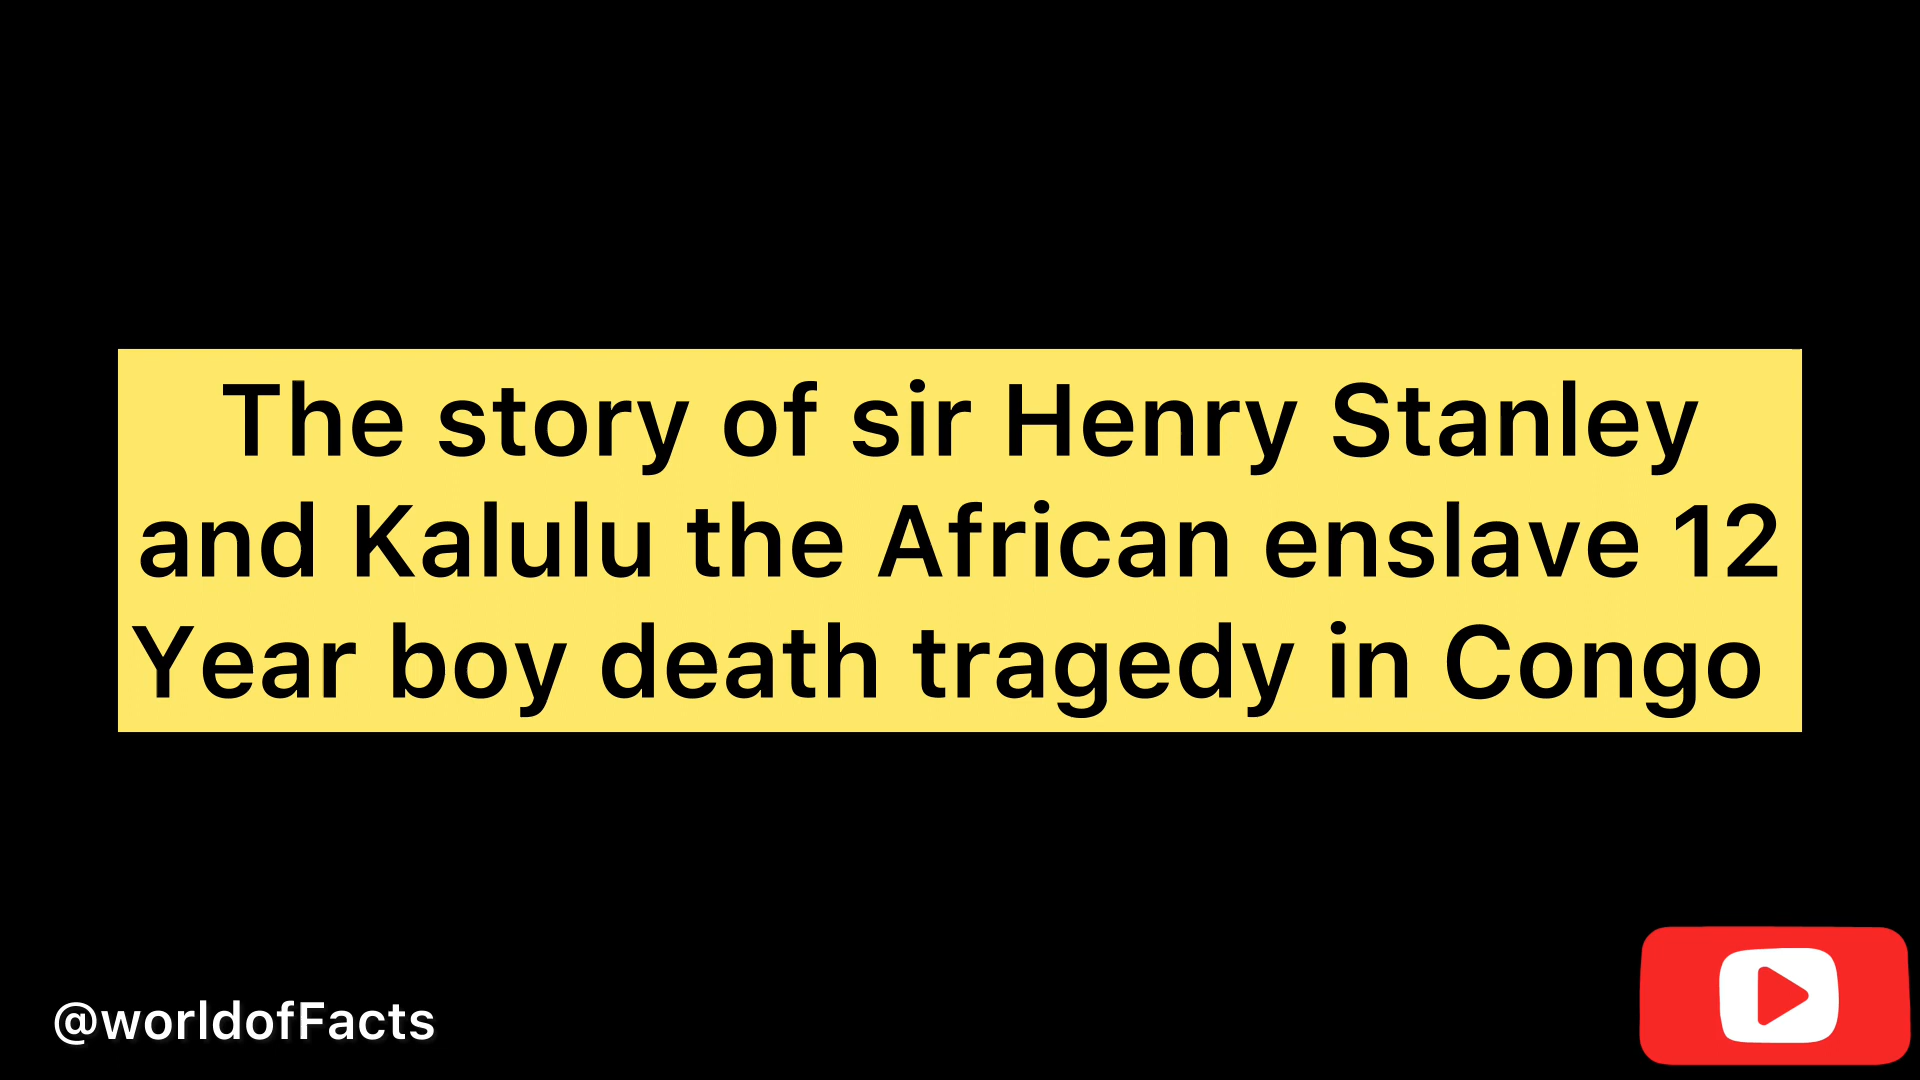 The story of sir Henry Stanley
and Kalulu the African enslave 12
Year boy death tragedy in Congo
@worldofFacts